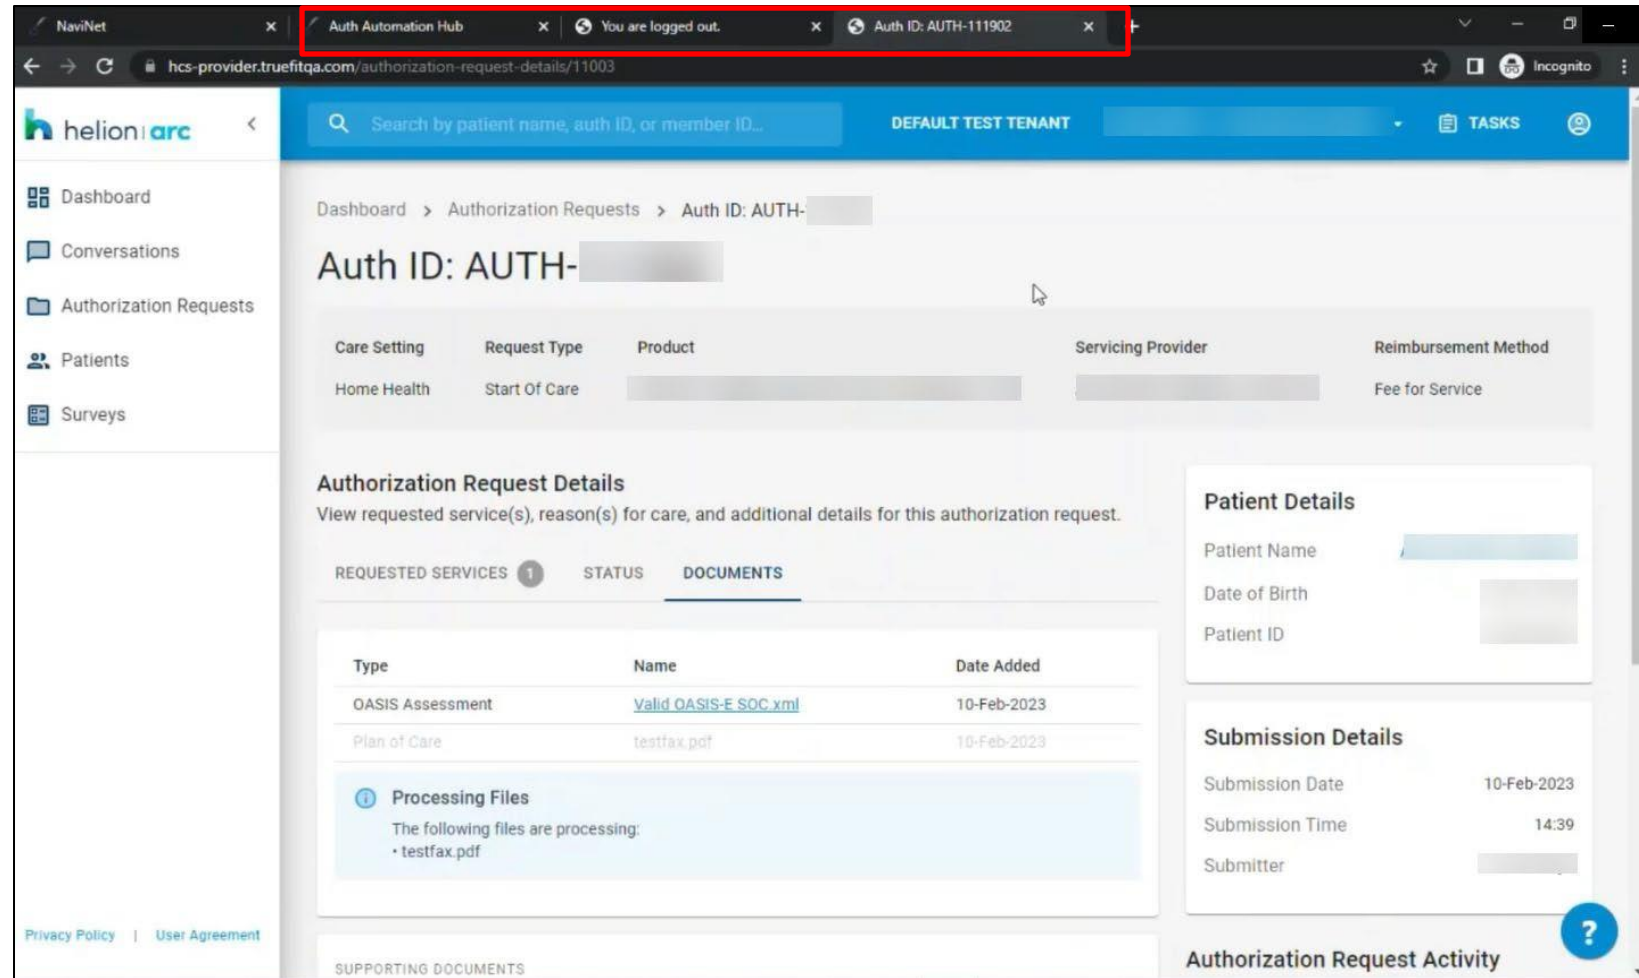 NaviNet
Auth Automation Hub
You are logged out.
Auth ID: AUTH-111902
hcs-provider.truefitqa.com/authorization-request-details/11003
Incognito
helion arc
Search by patient name, auth ID, or member ID...
DEFAULT TEST TENANT
TASKS
Dashboard
Conversations
Authorization Requests
Patients
Surveys
Privacy Policy | User Agreement
Dashboard > Authorization Requests > Auth ID: AUTH-
Auth ID: AUTH-
Care Setting Request Type Product Servicing Provider Reimbursement Method
Home Health Start Of Care Fee for Service
Authorization Request Details
View requested service(s), reason(s) for care, and additional details for this authorization request.
REQUESTED SERVICES 1 STATUS DOCUMENTS
Type Name Date Added
OASIS Assessment Valid OASIS-E SOC.xml 10-Feb-2023
Plan of Care testfax.pdf 10-Feb-2023
Processing Files
The following files are processing:
• testfax.pdf
SUPPORTING DOCUMENTS
Patient Details
Patient Name
Date of Birth
Patient ID
Submission Details
Submission Date 10-Feb-2023
Submission Time 14:39
Submitter
?
Authorization Request Activity